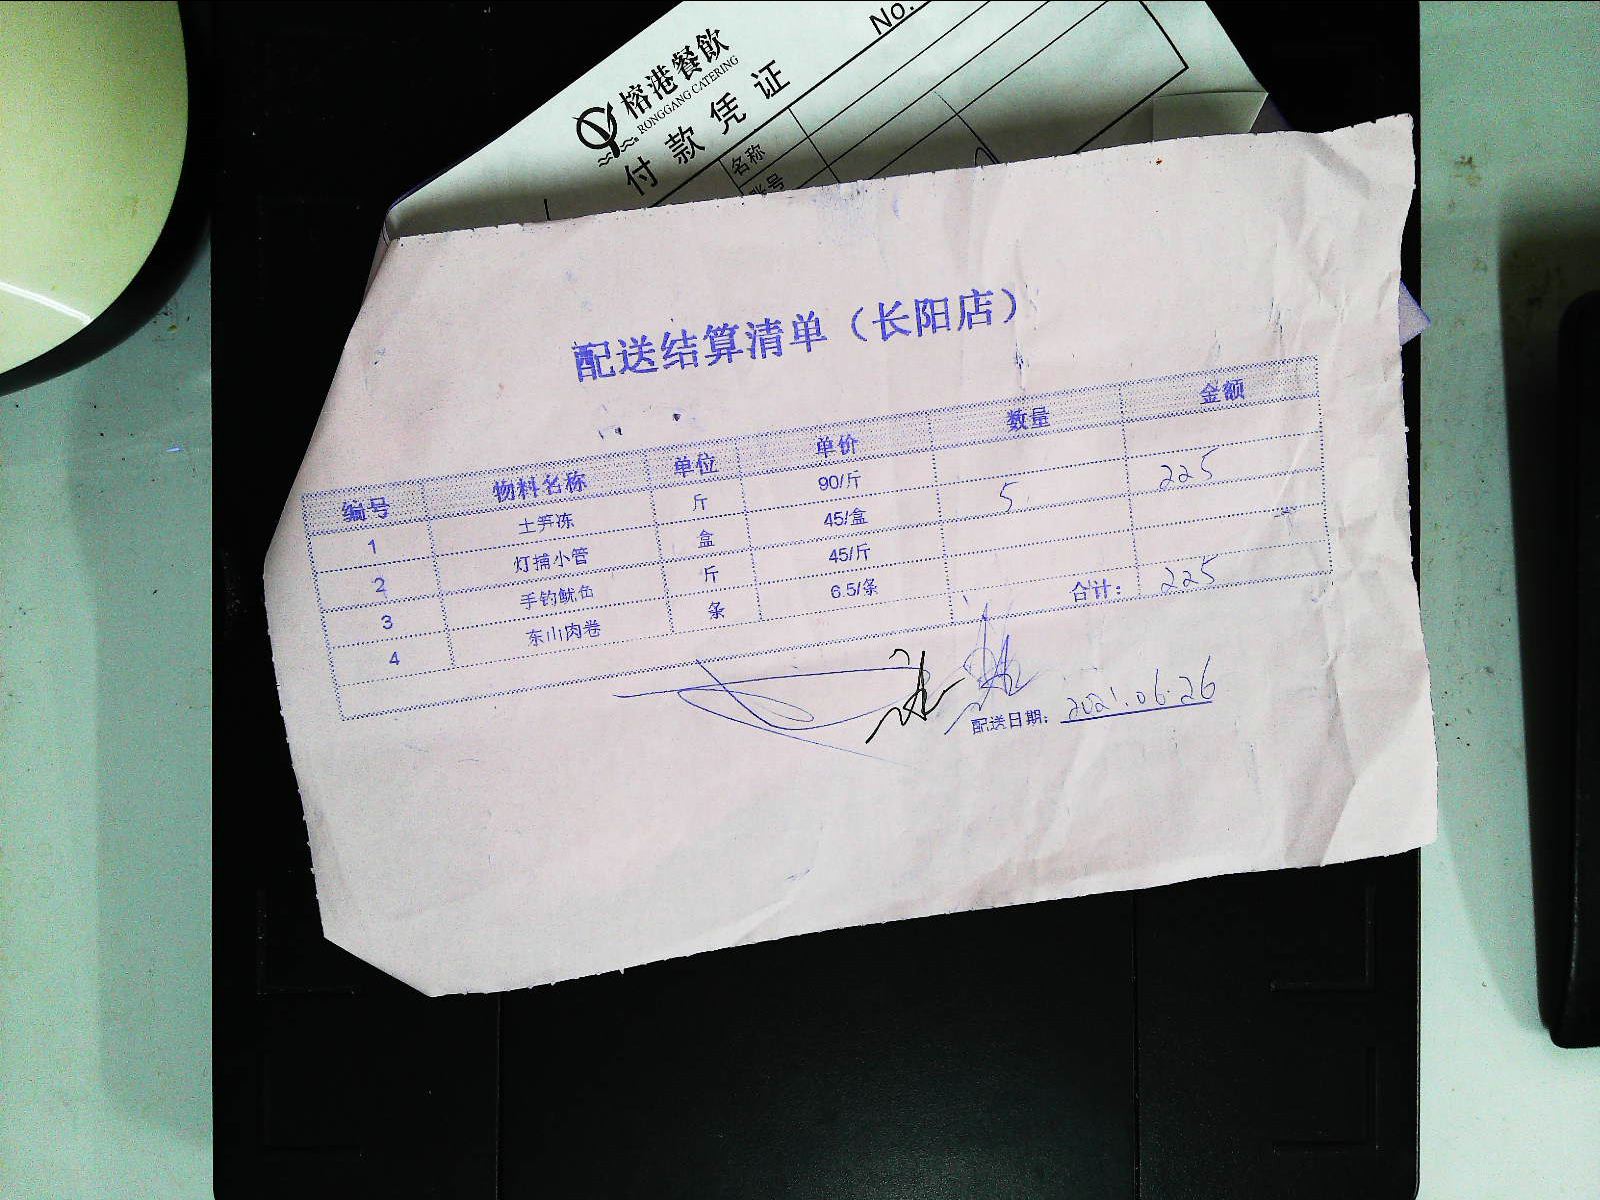 榕港餐飲
RONGGANG CATERING
No.
付款凭证
名称
账号
配送结算清单（长阳店）
编号 物料名称 单位 单价 数量 金额
1 土笋冻 斤 90/斤
2 灯捕小管 盒 45/盒 5 225
3 手钓鱿鱼 斤 45/斤
4 东山肉卷 条 6.5/条
合计： 225
配送日期： 2021.06.26